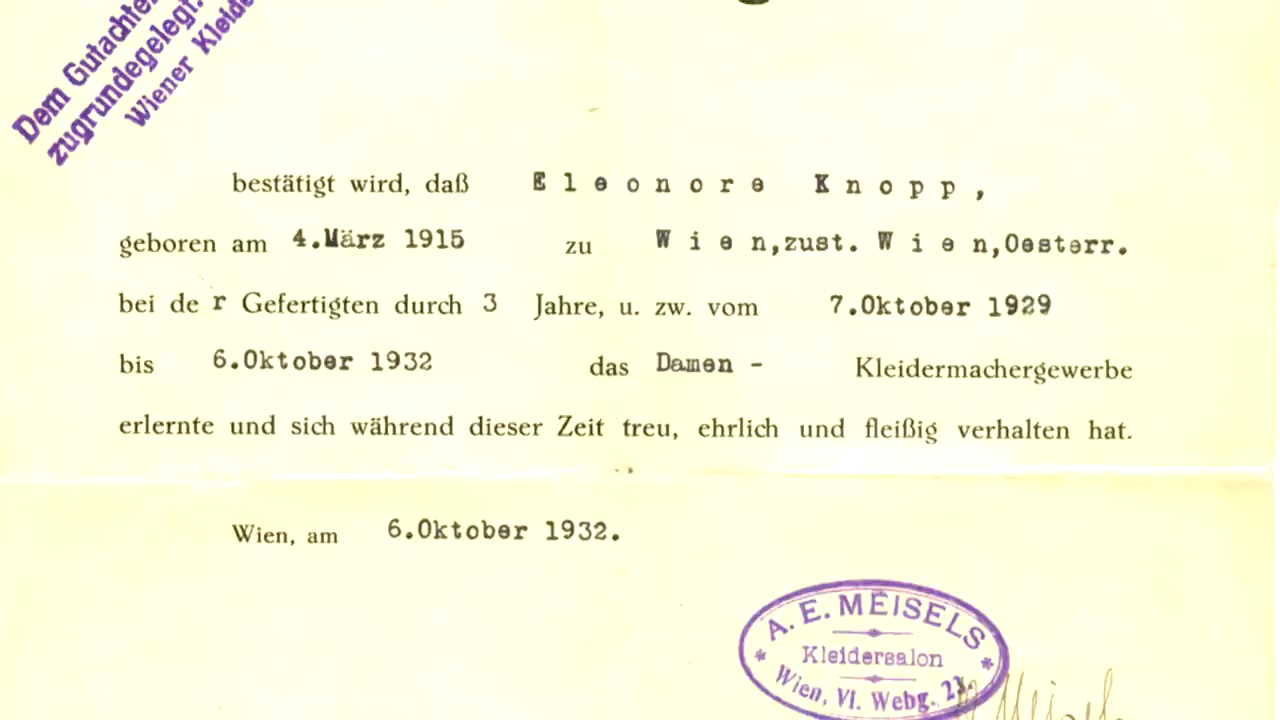 Dem Gutachten
zugrundegelegt.
Wiener
bestätigt wird, daß Eleonore Knopp,
geboren am 4.März 1915 zu Wien,zust. Wien,Oesterr.
bei de r Gefertigten durch 3 Jahre, u. zw. vom 7.Oktober 1929
bis 6.Oktober 1932 das Damen - Kleidermachergewerbe
erlernte und sich während dieser Zeit treu, ehrlich und fleißig verhalten hat.
Wien, am 6.Oktober 1932.
A. E. MEISELS
Kleidersalon
Wien, VI. Webg.
Meisels